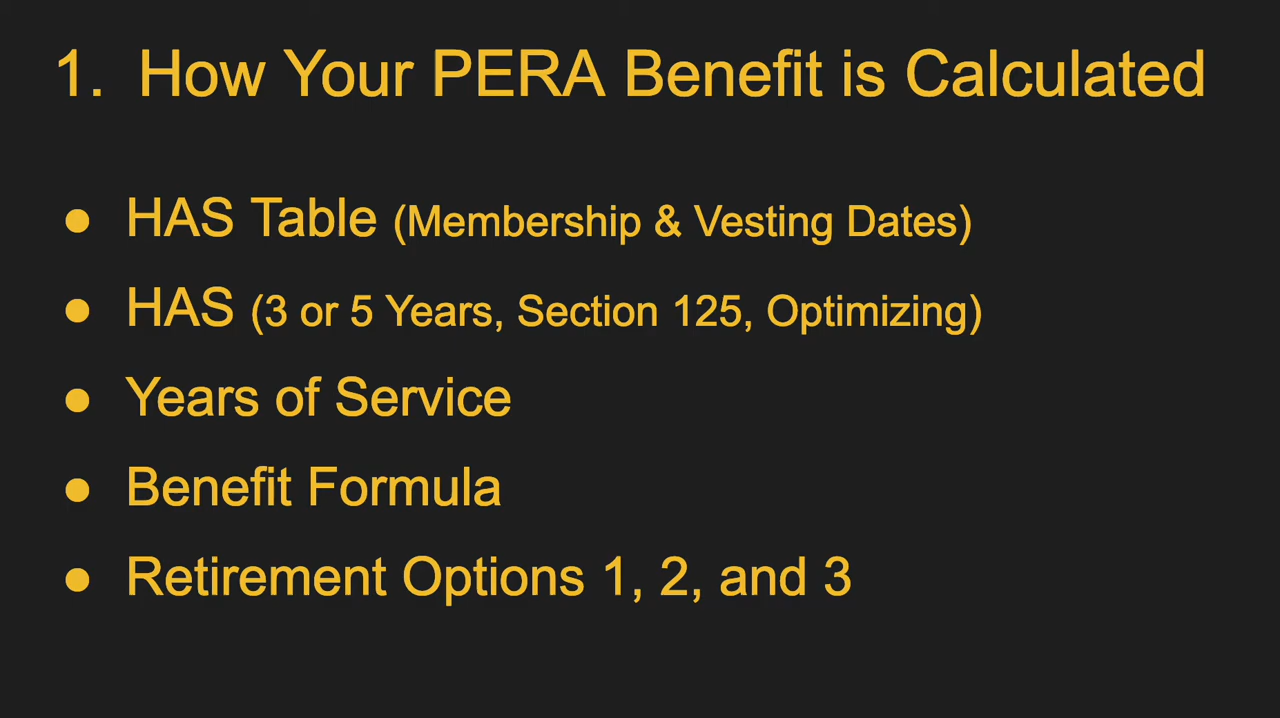 1. How Your PERA Benefit is Calculated
● HAS Table (Membership & Vesting Dates)
● HAS (3 or 5 Years, Section 125, Optimizing)
● Years of Service
● Benefit Formula
● Retirement Options 1, 2, and 3